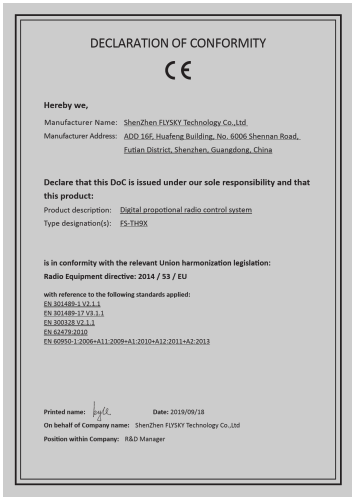 DECLARATION OF CONFORMITY
CE
Hereby we,
Manufacturer Name: ShenZhen FLYSKY Technology Co.,Ltd
Manufacturer Address: ADD 16F, Huafeng Building, No. 6006 Shennan Road,
Futian District, Shenzhen, Guangdong, China
Declare that this DoC is issued under our sole responsibility and that
this product:
Product description: Digital propotional radio control system
Type designation(s): FS-TH9X
is in conformity with the relevant Union harmonization legislation:
Radio Equipment directive: 2014 / 53 / EU
with reference to the following standards applied:
EN 301489-1 V2.1.1
EN 301489-17 V3.1.1
EN 300328 V2.1.1
EN 62479:2010
EN 60950-1:2006+A11:2009+A1:2010+A12:2011+A2:2013
Printed name: Date: 2019/09/18
On behalf of Company name: ShenZhen FLYSKY Technology Co.,Ltd
Position within Company: R&D Manager